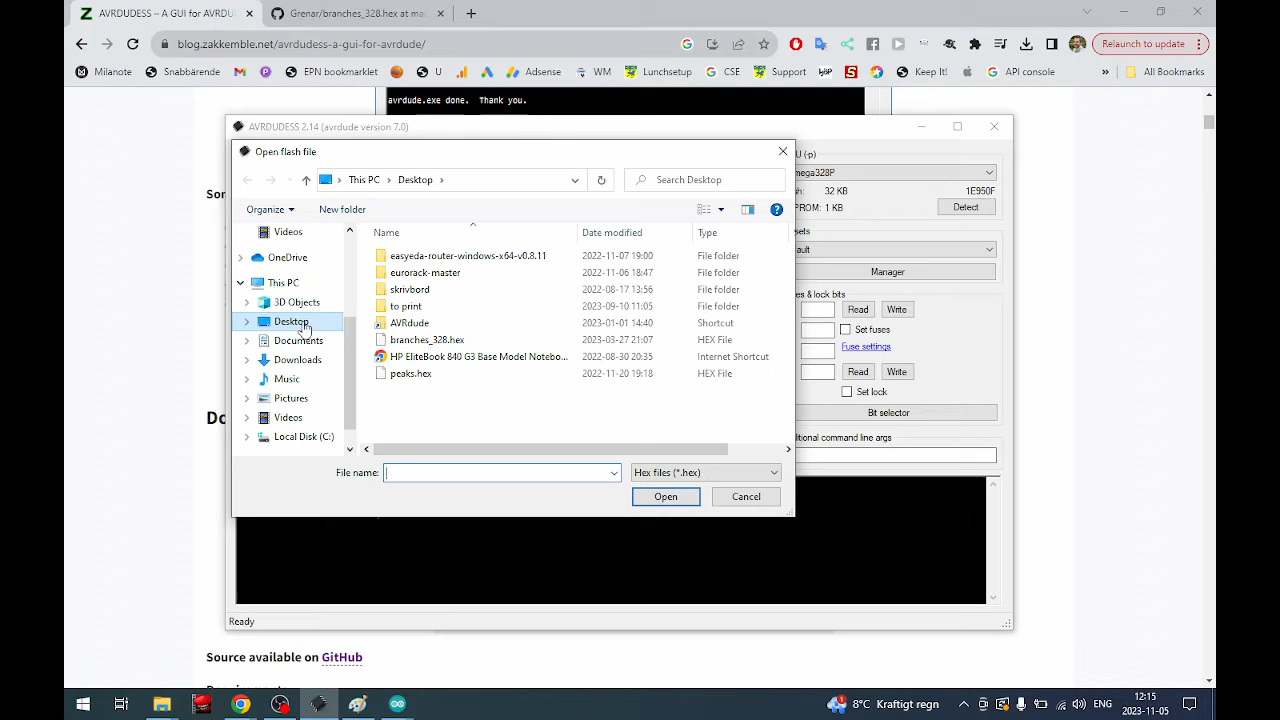 AVRDUDESS – A GUI for AVRDU
Grenar/branches_328.hex at ma
blog.zakkemble.net/avrdudess-a-gui-for-avrdude/
Relaunch to update
Milanote
Snabbärende
EPN bookmarklet
U
Adsense
WM
Lunchsetup
CSE
Support
Keep It!
API console
»
All Bookmarks
avrdude.exe done.  Thank you.
AVRDUDESS 2.14 (avrdude version 7.0)
Open flash file
U (-p)
This PC
Desktop
Search Desktop
mega328P
32 KB
1E950F
PROM: 1 KB
Detect
Organize
New folder
Videos
Name
Date modified
Type
OneDrive
This PC
3D Objects
Desktop
Documents
Downloads
Music
Pictures
Videos
Local Disk (C:)
easyeda-router-windows-x64-v0.8.11
2022-11-07 19:00
File folder
eurorack-master
2022-11-06 18:47
File folder
skrivbord
2022-08-17 13:56
File folder
to print
2023-09-10 11:05
File folder
AVRdude
2023-01-01 14:40
Shortcut
branches_328.hex
2023-03-27 21:07
HEX File
HP EliteBook 840 G3 Base Model Notebo...
2022-08-30 20:35
Internet Shortcut
peaks.hex
2022-11-20 19:18
HEX File
Manager
s & lock bits
Read
Write
Set fuses
Fuse settings
Read
Write
Set lock
Bit selector
itional command line args
File name:
Hex files (*.hex)
Open
Cancel
Ready
Source available on GitHub
8°C Kraftigt regn
ENG
12:15
2023-11-05